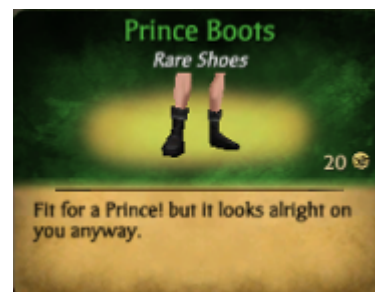 Prince Boots
Rare Shoes
20
Fit for a Prince! but it looks alright on
you anyway.